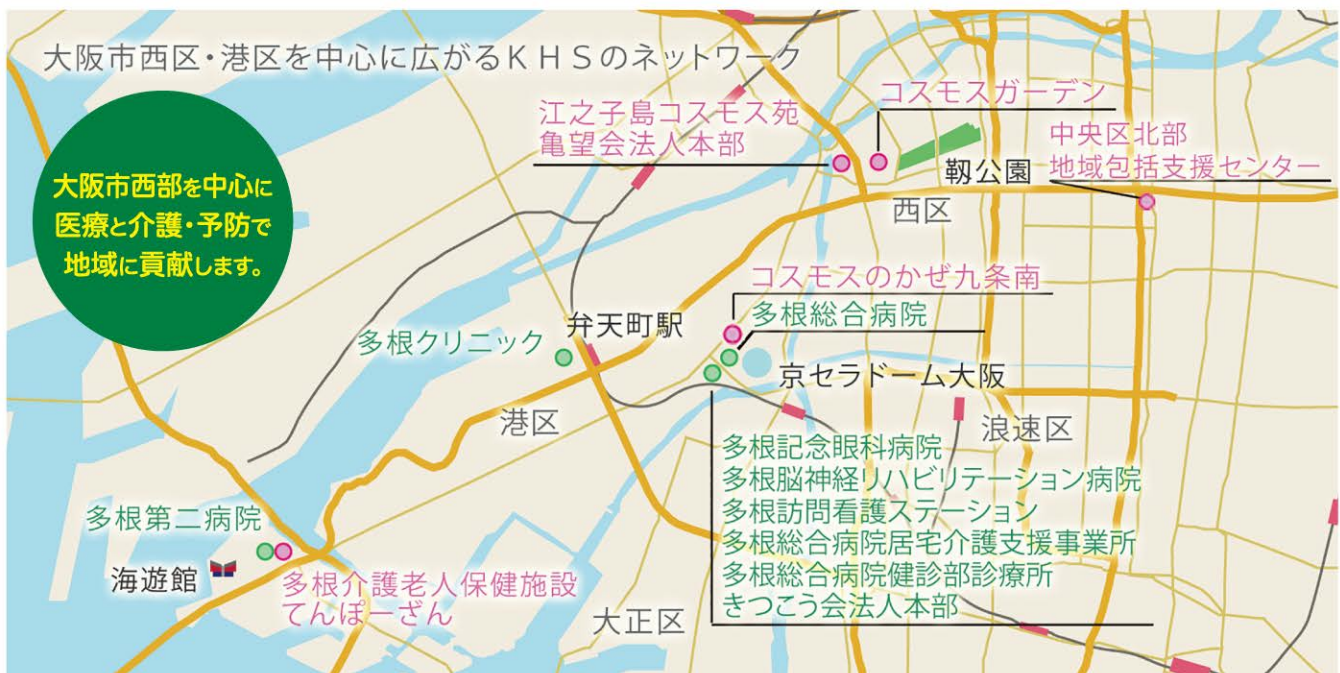 大阪市西区・港区を中心に広がるKHSのネットワーク
大阪市西部を中心に
医療と介護・予防で
地域に貢献します。
江之子島コスモス苑
亀望会法人本部
コスモスガーデン
中央区北部
地域包括支援センター
靱公園
西区
コスモスのかぜ九条南
多根総合病院
弁天町駅
多根クリニック
京セラドーム大阪
港区
浪速区
多根記念眼科病院
多根脳神経リハビリテーション病院
多根訪問看護ステーション
多根総合病院居宅介護支援事業所
多根総合病院健診部診療所
きつこう会法人本部
多根第二病院
海遊館
多根介護老人保健施設
てんぽーざん
大正区